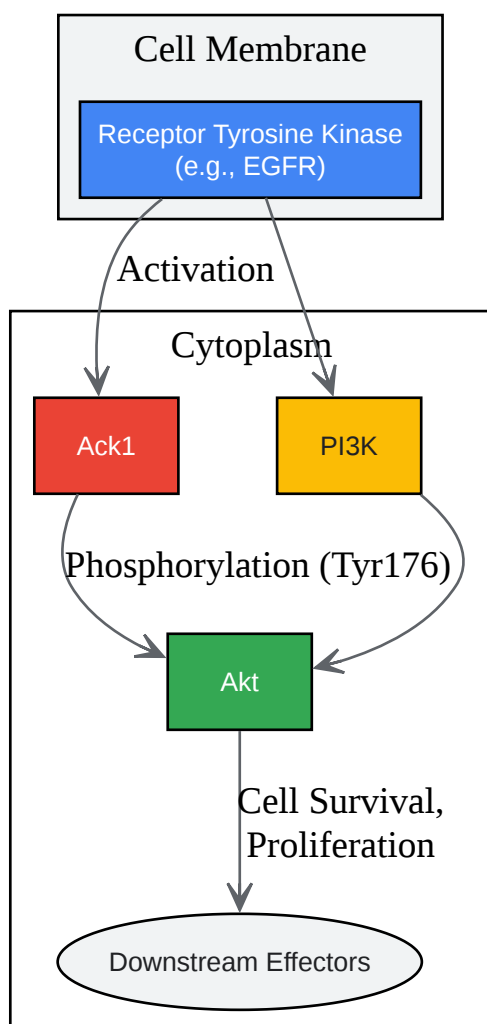 Cell Membrane
Receptor Tyrosine Kinase
(e.g., EGFR)
Activation
Cytoplasm
Ack1
PI3K
Phosphorylation (Tyr176)
Akt
Cell Survival,
Proliferation
Downstream Effectors